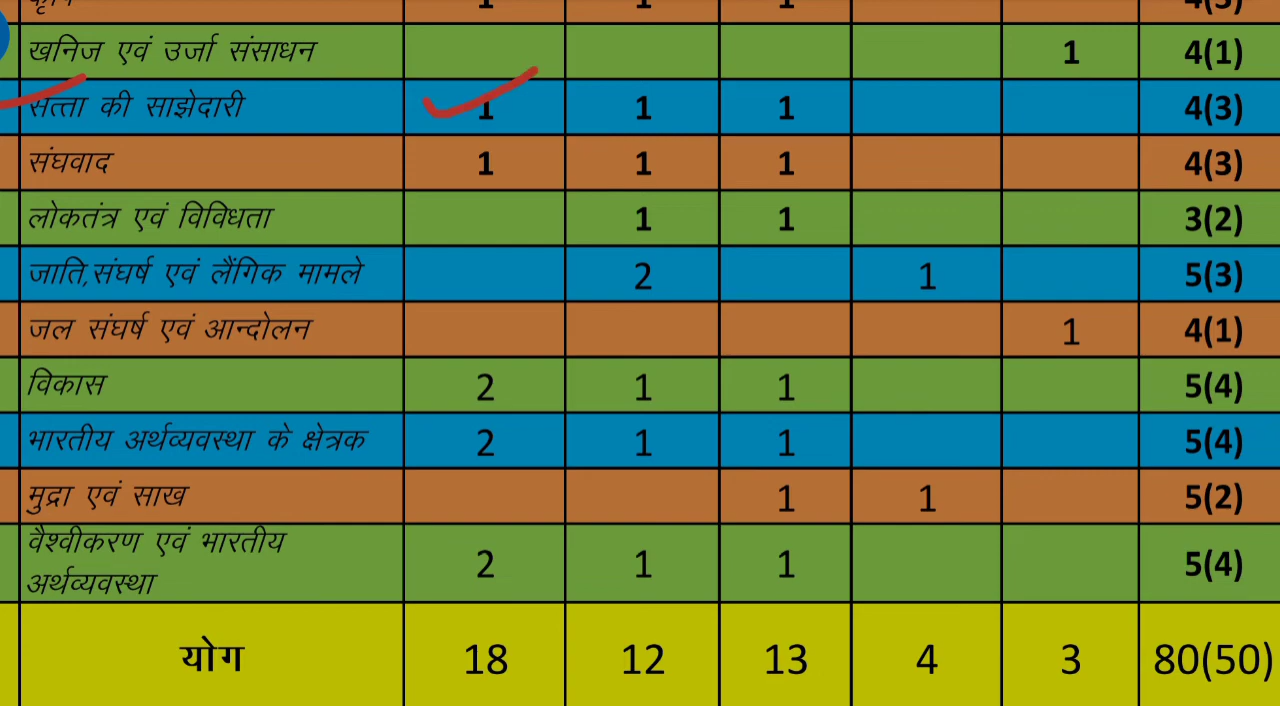 1 1 1
खनिज एवं उर्जा संसाधन 1 4(1)
सत्ता की साझेदारी 1 1 1 4(3)
संघवाद 1 1 1 4(3)
लोकतंत्र एवं विविधता 1 1 3(2)
जाति,संघर्ष एवं लैंगिक मामले 2 1 5(3)
जल संघर्ष एवं आन्दोलन 1 4(1)
विकास 2 1 1 5(4)
भारतीय अर्थव्यवस्था के क्षेत्रक 2 1 1 5(4)
मुद्रा एवं साख 1 1 5(2)
वैश्वीकरण एवं भारतीय
अर्थव्यवस्था 2 1 1 5(4)
योग 18 12 13 4 3 80(50)